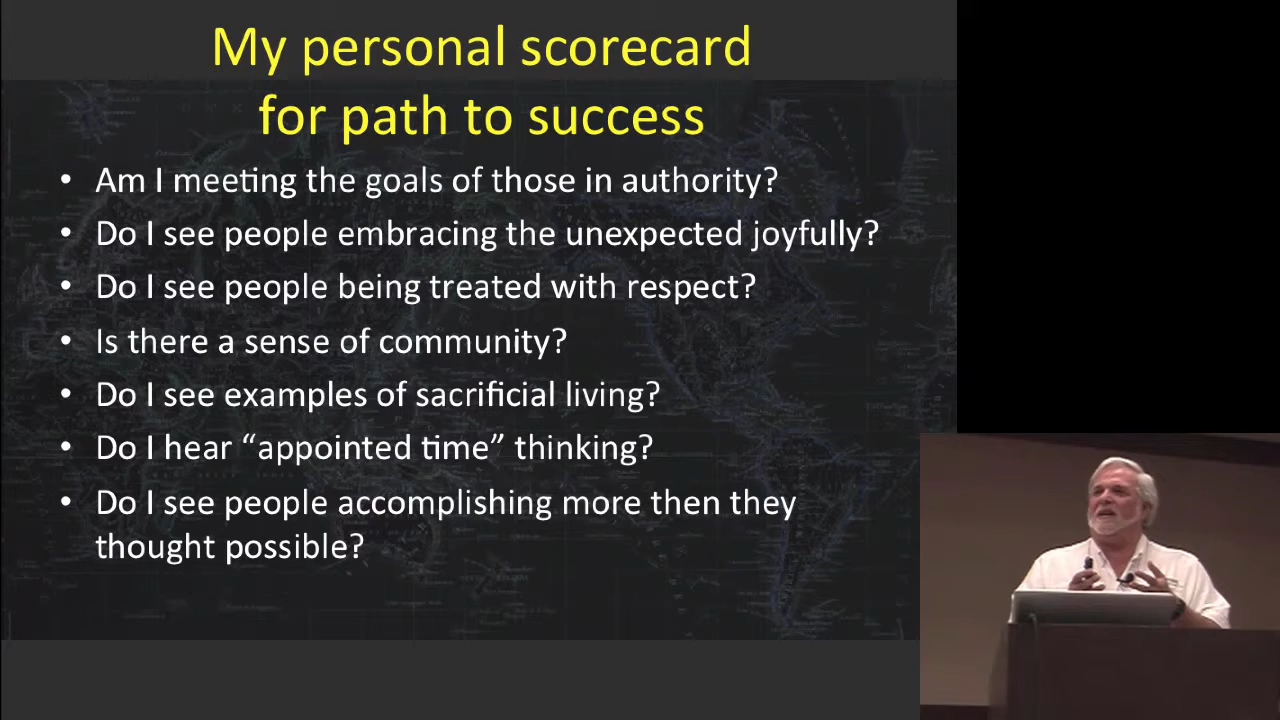 My personal scorecard
for path to success
• Am I meeting the goals of those in authority?
• Do I see people embracing the unexpected joyfully?
• Do I see people being treated with respect?
• Is there a sense of community?
• Do I see examples of sacrificial living?
• Do I hear “appointed time” thinking?
• Do I see people accomplishing more then they
thought possible?